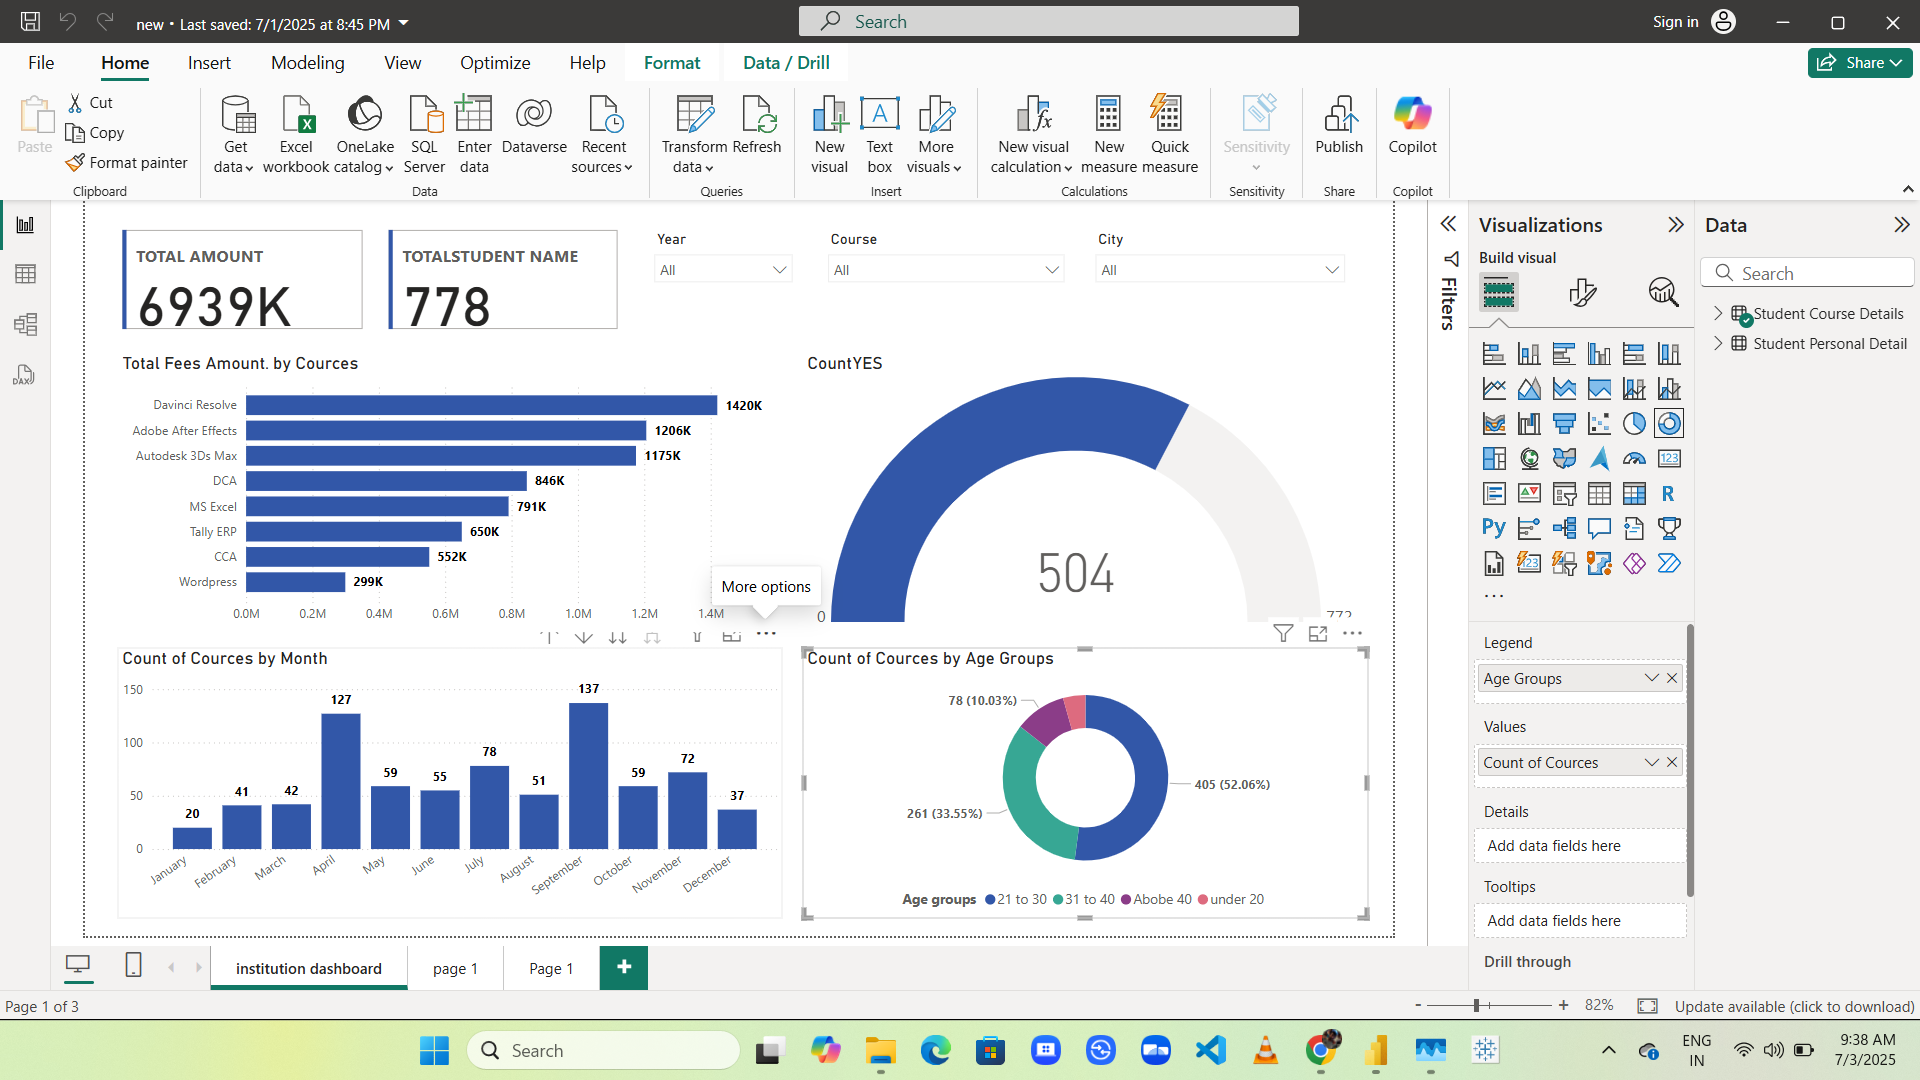 new • Last saved: 7/1/2025 at 8:45 PM
Search
Sign in
File Home Insert Modeling View Optimize Help Format Data / Drill
Share
Paste
Cut
Copy
Format painter
Clipboard
Get data
Excel workbook
OneLake catalog
SQL Server
Enter data
Dataverse
Recent sources
Data
Transform data
Refresh
Queries
New visual
Text box
More visuals
Insert
New visual calculation
New measure
Quick measure
Calculations
Sensitivity
Sensitivity
Publish
Share
Copilot
Copilot
TOTAL AMOUNT
6939K
TOTALSTUDENT NAME
778
Year
All
Course
All
City
All
Total Fees Amount. by Cources
Davinci Resolve 1420K
Adobe After Effects 1206K
Autodesk 3Ds Max 1175K
DCA 846K
MS Excel 791K
Tally ERP 650K
CCA 552K
Wordpress 299K
0.0M 0.2M 0.4M 0.6M 0.8M 1.0M 1.2M 1.4M
More options
CountYES
504
0
772
Count of Cources by Month
150
100
50
0
20 41 42 127 59 55 78 51 137 59 72 37
January February March April May June July August September October November December
Count of Cources by Age Groups
78 (10.03%)
405 (52.06%)
261 (33.55%)
Age groups 21 to 30 31 to 40 Abobe 40 under 20
Filters
Visualizations
Build visual
123
R
Py
123
...
Legend
Age Groups
Values
Count of Cources
Details
Add data fields here
Tooltips
Add data fields here
Drill through
Data
Search
Student Course Details
Student Personal Detail
DAX
institution dashboard
page 1
Page 1
+
Page 1 of 3
- + 82%
Update available (click to download)
Search
ENG
IN
9:38 AM
7/3/2025